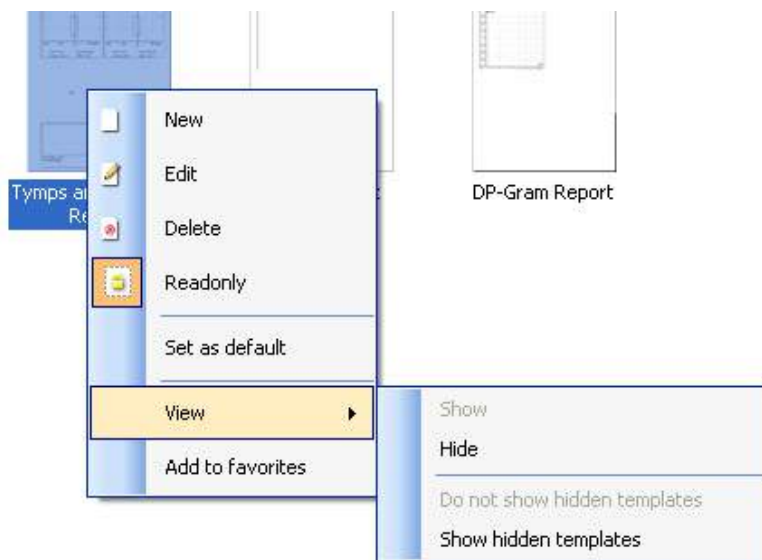 New
Edit
Tymps a
DP-Gram Report
Re
Delete
Readonly
Set as default
View
Show
Hide
Add to favorites
Do not show hidden templates
Show hidden templates